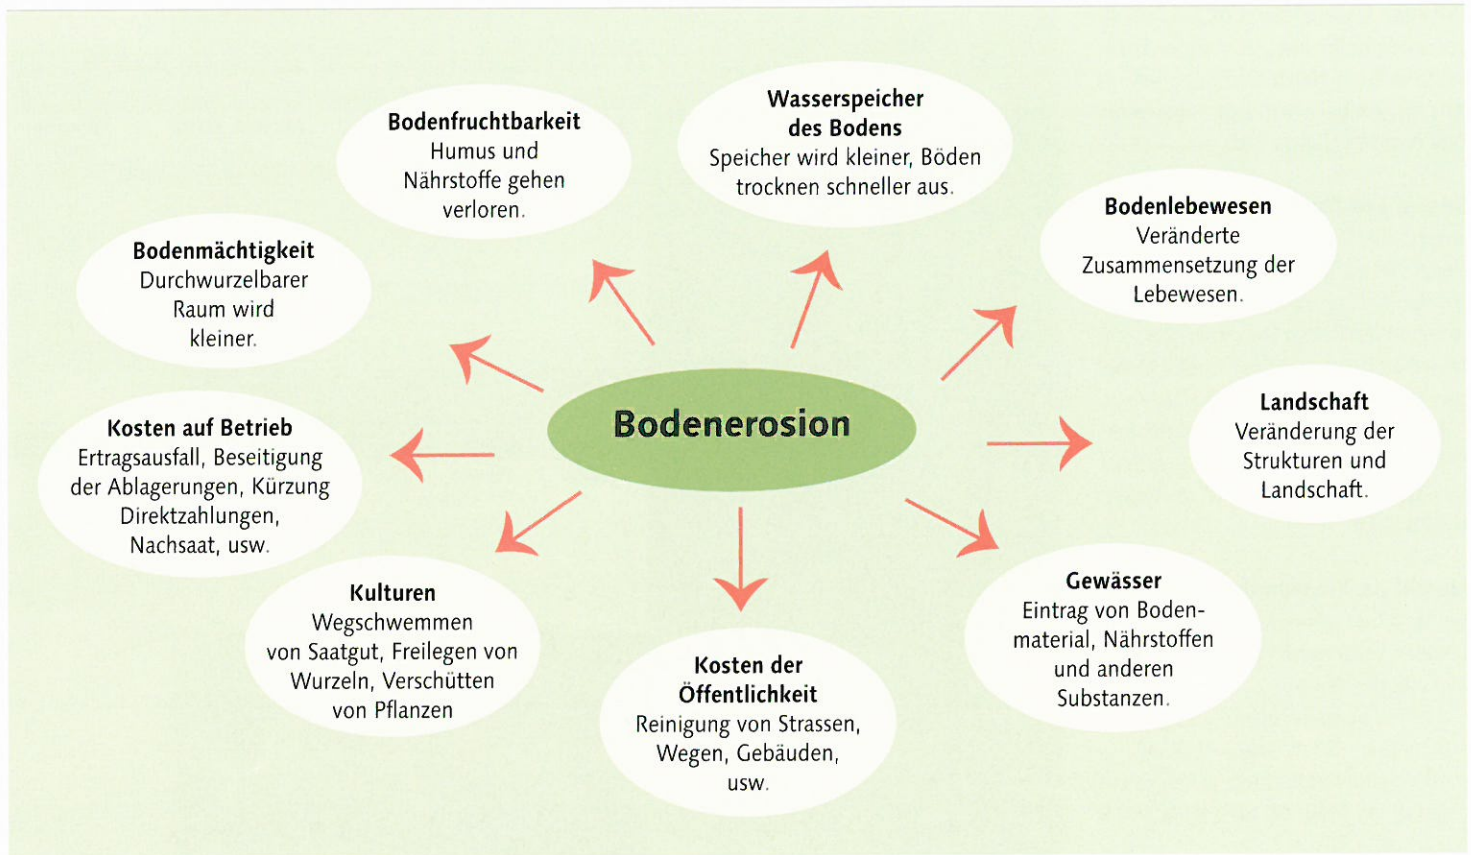 Wasserspeicher
des Bodens
Speicher wird kleiner, Böden
trocknen schneller aus.
Bodenfruchtbarkeit
Humus und
Nährstoffe gehen
verloren.
Bodenlebewesen
Veränderte
Zusammensetzung der
Lebewesen.
Bodenmächtigkeit
Durchwurzelbarer
Raum wird
kleiner.
Bodenerosion
Landschaft
Veränderung der
Strukturen und
Landschaft.
Kosten auf Betrieb
Ertragsausfall, Beseitigung
der Ablagerungen, Kürzung
Direktzahlungen,
Nachsaat, usw.
Gewässer
Eintrag von Boden-
material, Nährstoffen
und anderen
Substanzen.
Kulturen
Wegschwemmen
von Saatgut, Freilegen von
Wurzeln, Verschütten
von Pflanzen
Kosten der
Öffentlichkeit
Reinigung von Strassen,
Wegen, Gebäuden,
usw.